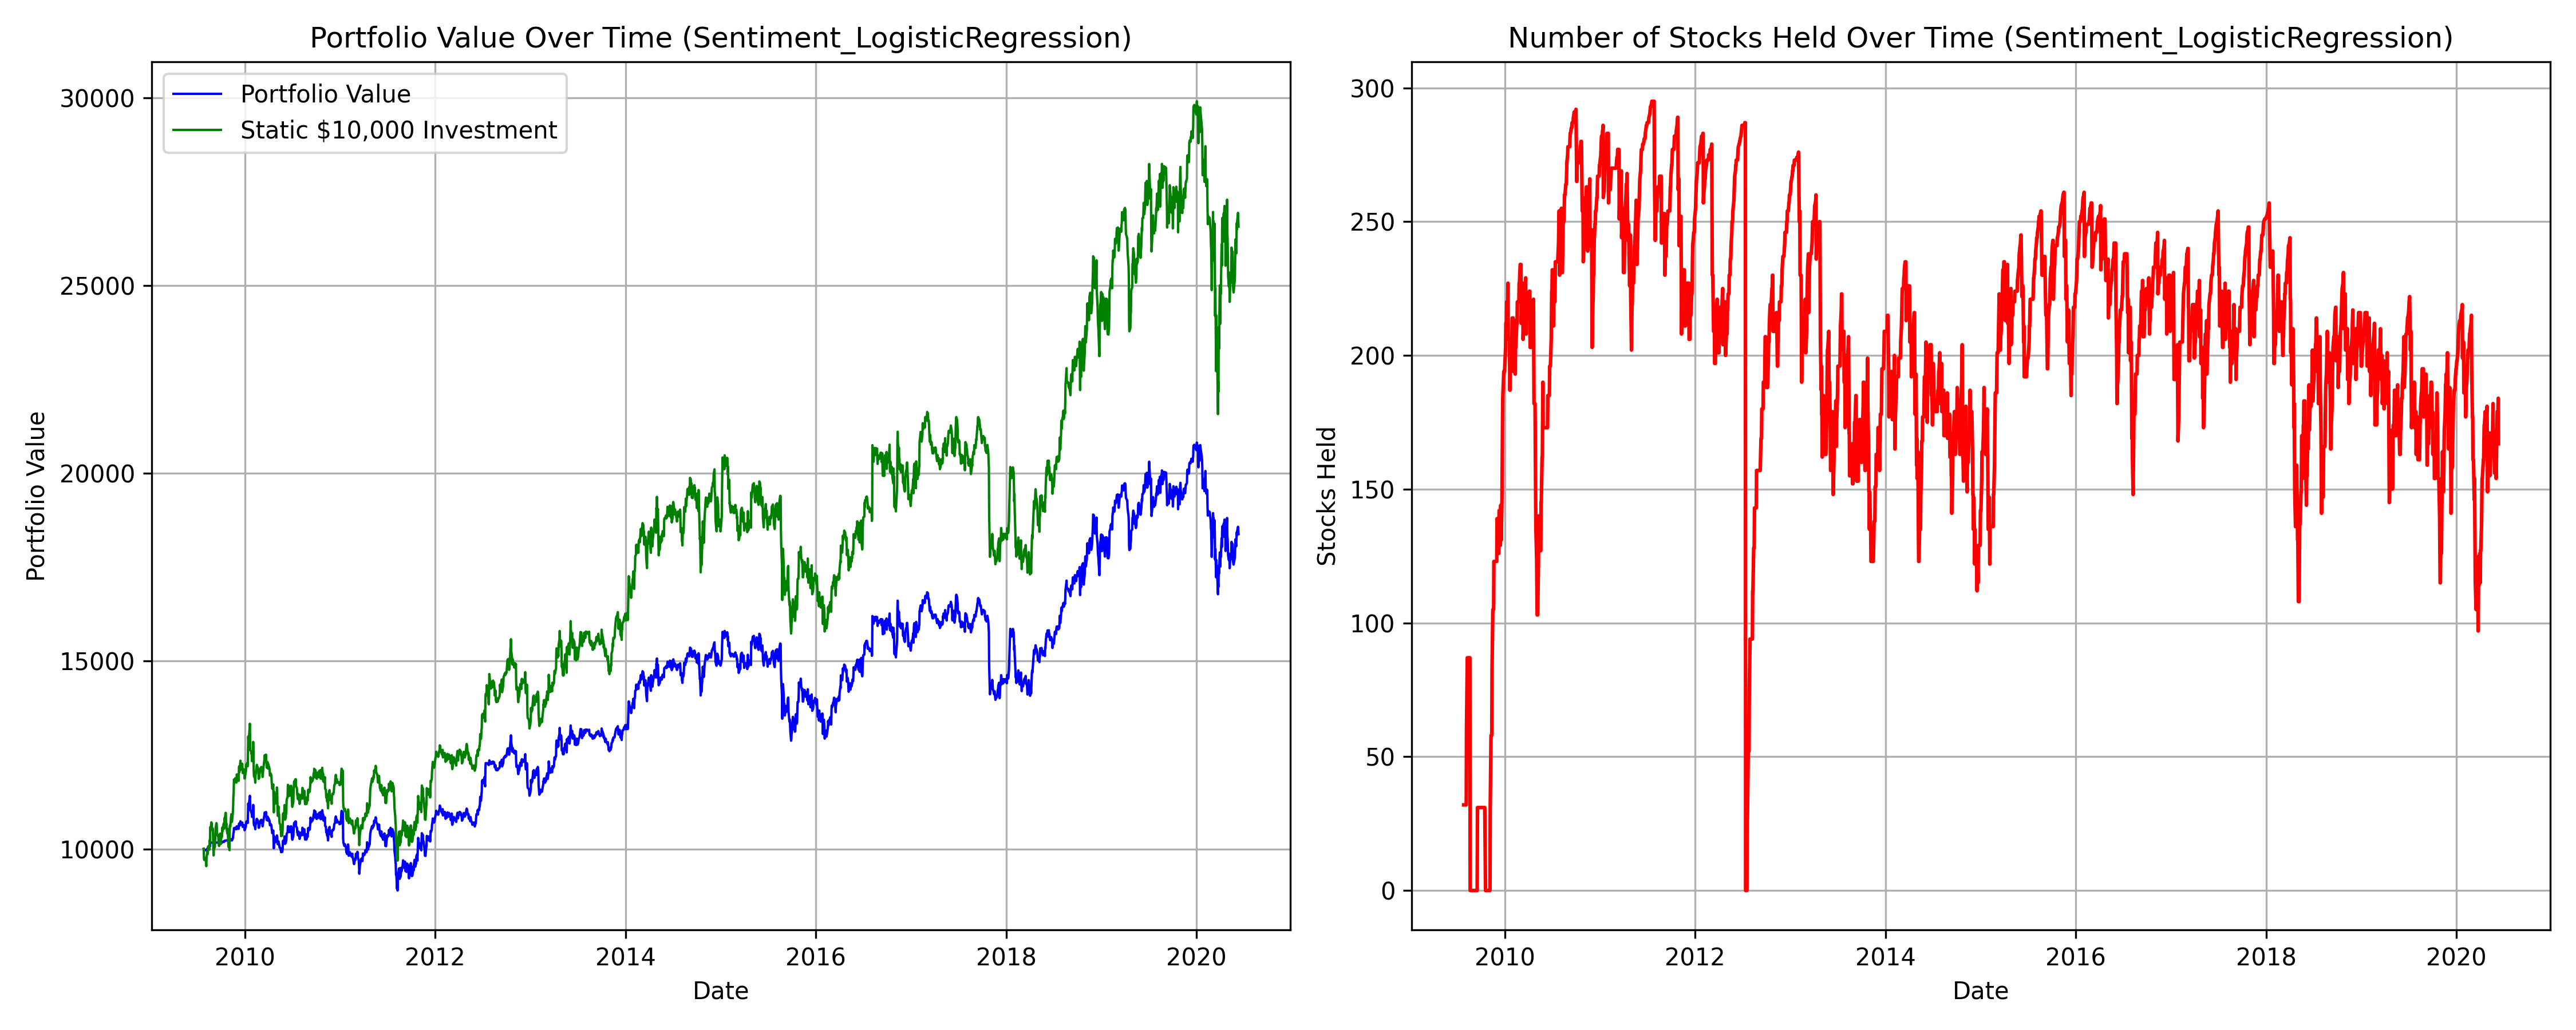 Portfolio Value Over Time (Sentiment_LogisticRegression)
Portfolio Value
Static $10,000 Investment
30000
25000
20000
15000
10000
Portfolio Value
2010 2012 2014 2016 2018 2020
Date
Number of Stocks Held Over Time (Sentiment_LogisticRegression)
300
250
200
150
100
50
0
Stocks Held
2010 2012 2014 2016 2018 2020
Date